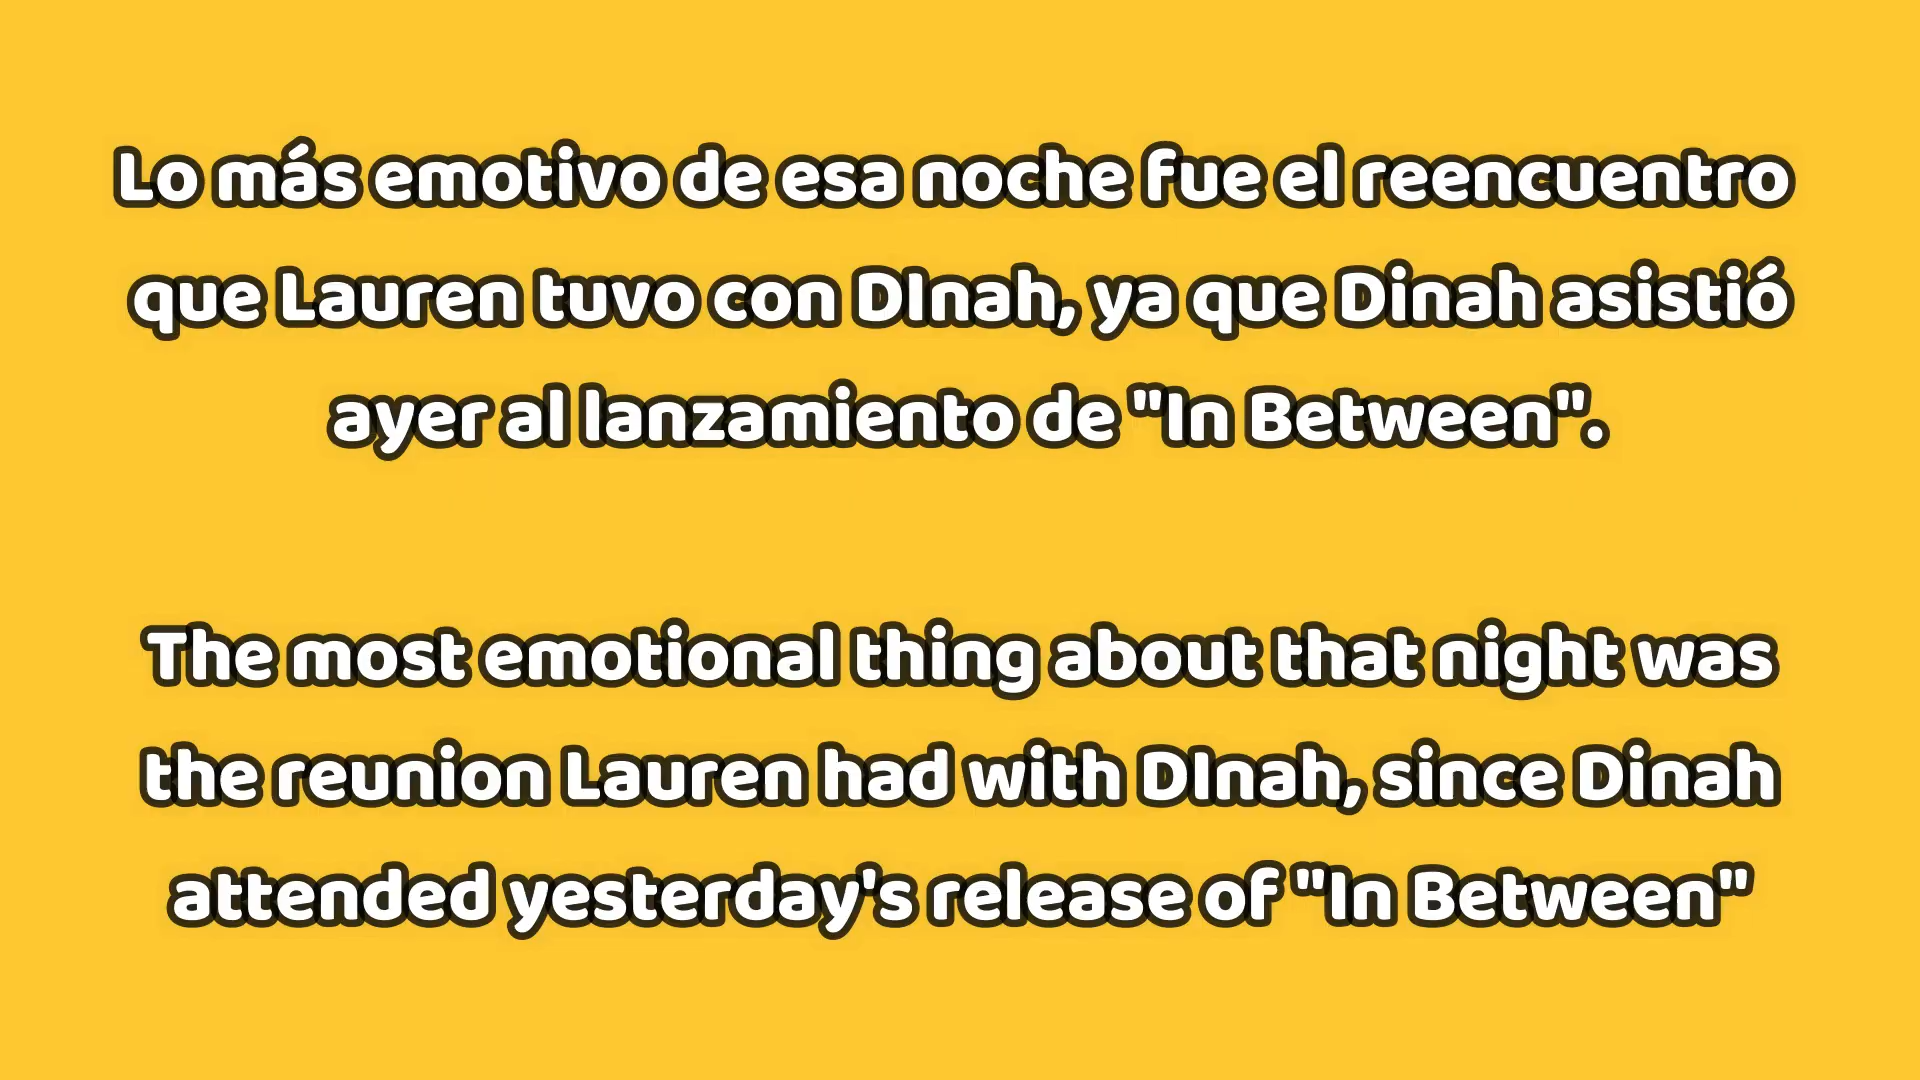 Lo más emotivo de esa noche fue el reencuentro
que Lauren tuvo con DInah, ya que Dinah asistió
ayer al lanzamiento de "In Between".
The most emotional thing about that night was
the reunion Lauren had with DInah, since Dinah
attended yesterday's release of "In Between"